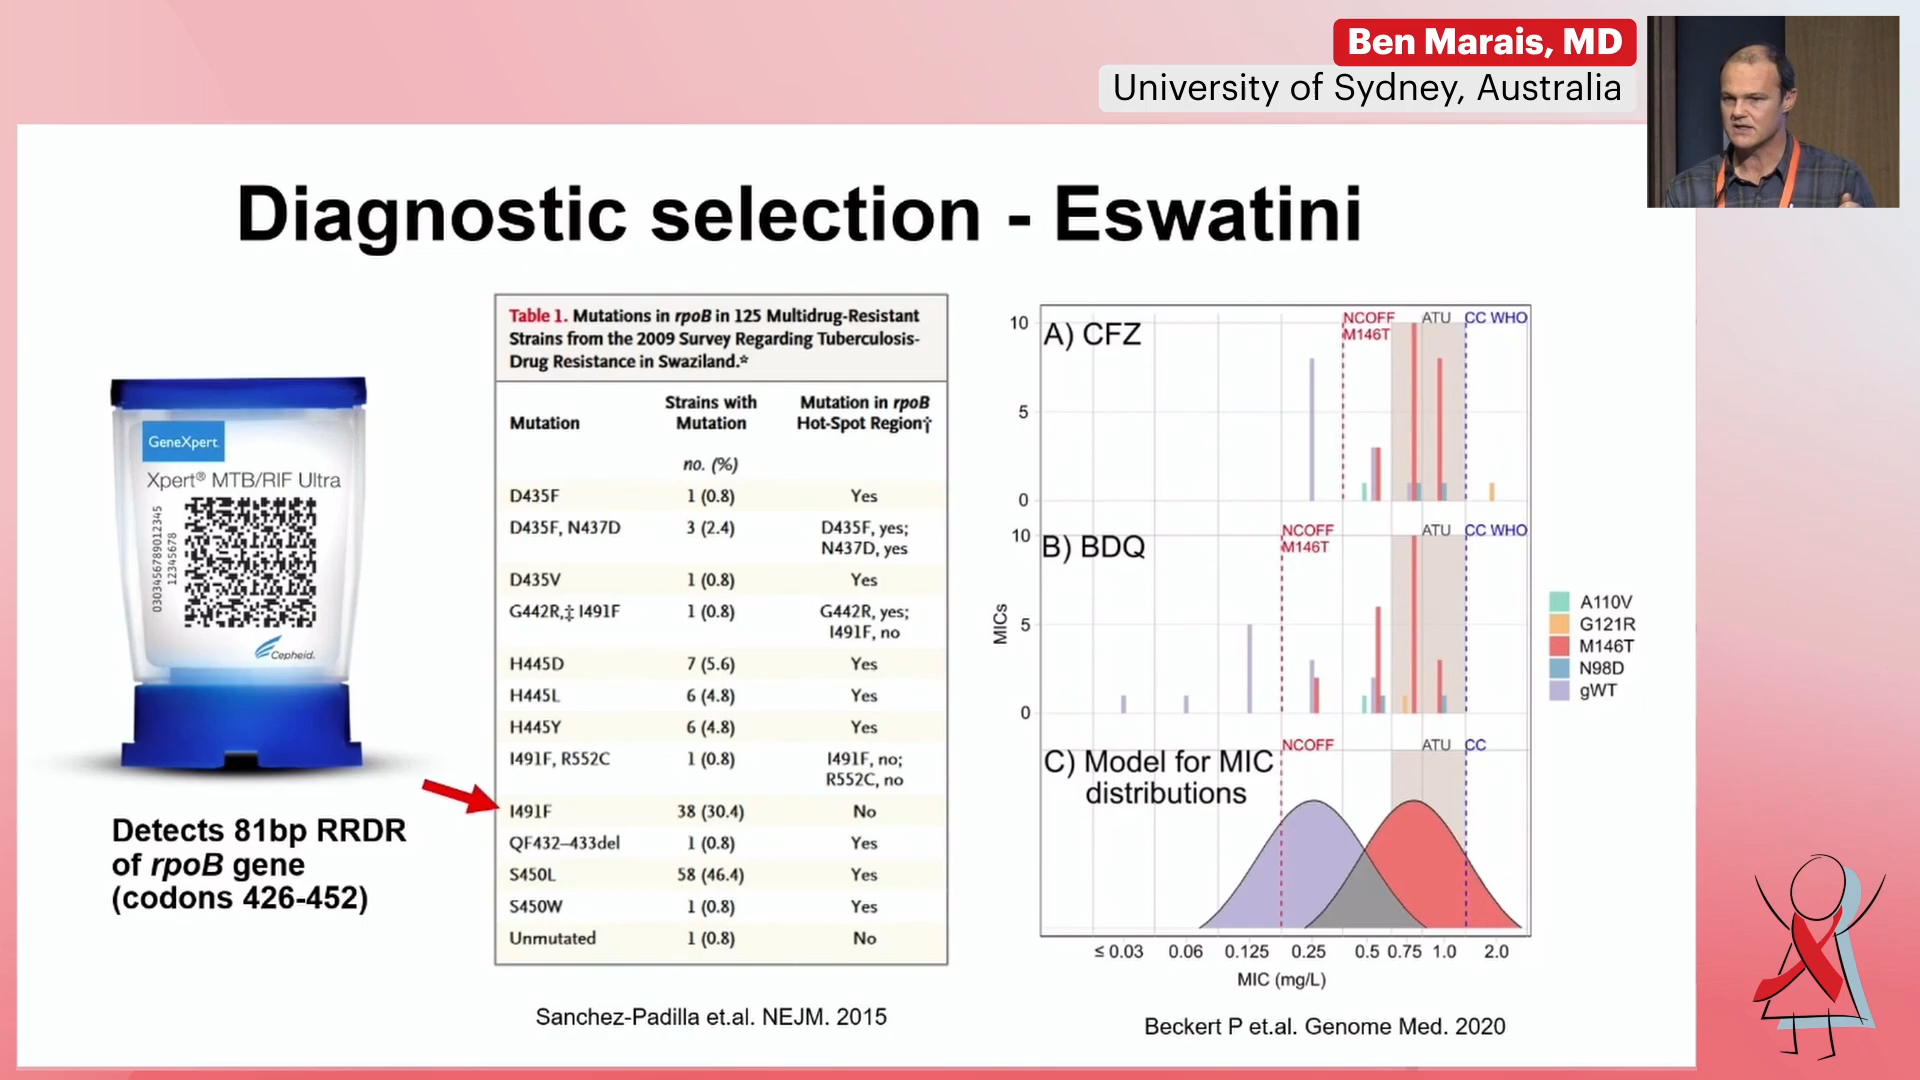 Ben Marais, MD
University of Sydney, Australia
Diagnostic selection - Eswatini
GeneXpert
Xpert® MTB/RIF Ultra
0303456789012345
12345678
Cepheid.
Detects 81bp RRDR
of rpoB gene
(codons 426-452)
Table 1. Mutations in rpoB in 125 Multidrug-Resistant
Strains from the 2009 Survey Regarding Tuberculosis-
Drug Resistance in Swaziland.*
Mutation Strains with Mutation Mutation in rpoB Hot-Spot Region†
no. (%)
D435F 1 (0.8) Yes
D435F, N437D 3 (2.4) D435F, yes;
N437D, yes
D435V 1 (0.8) Yes
G442R,‡ I491F 1 (0.8) G442R, yes;
I491F, no
H445D 7 (5.6) Yes
H445L 6 (4.8) Yes
H445Y 6 (4.8) Yes
I491F, R552C 1 (0.8) I491F, no;
R552C, no
I491F 38 (30.4) No
QF432–433del 1 (0.8) Yes
S450L 58 (46.4) Yes
S450W 1 (0.8) Yes
Unmutated 1 (0.8) No
Sanchez-Padilla et.al. NEJM. 2015
A) CFZ
NCOFF ATU CC WHO
M146T
10
5
0
B) BDQ
NCOFF ATU CC WHO
M146T
10
5
0
MICs
C) Model for MIC
distributions
NCOFF ATU CC
≤ 0.03 0.06 0.125 0.25 0.5 0.75 1.0 2.0
MIC (mg/L)
A110V
G121R
M146T
N98D
gWT
Beckert P et.al. Genome Med. 2020